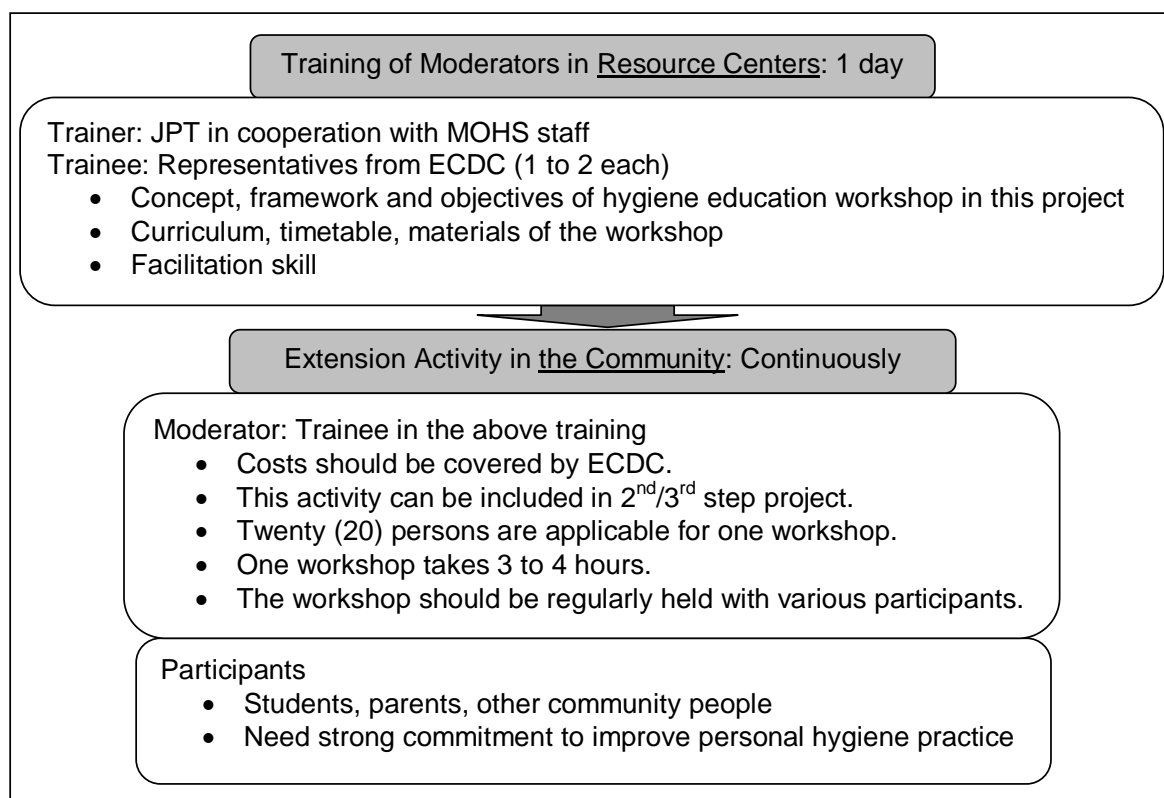 Training of Moderators in Resource Centers: 1 day
Trainer: JPT in cooperation with MOHS staff
Trainee: Representatives from ECDC (1 to 2 each)
• Concept, framework and objectives of hygiene education workshop in this project
• Curriculum, timetable, materials of the workshop
• Facilitation skill
Extension Activity in the Community: Continuously
Moderator: Trainee in the above training
• Costs should be covered by ECDC.
• This activity can be included in 2nd/3rd step project.
• Twenty (20) persons are applicable for one workshop.
• One workshop takes 3 to 4 hours.
• The workshop should be regularly held with various participants.
Participants
• Students, parents, other community people
• Need strong commitment to improve personal hygiene practice